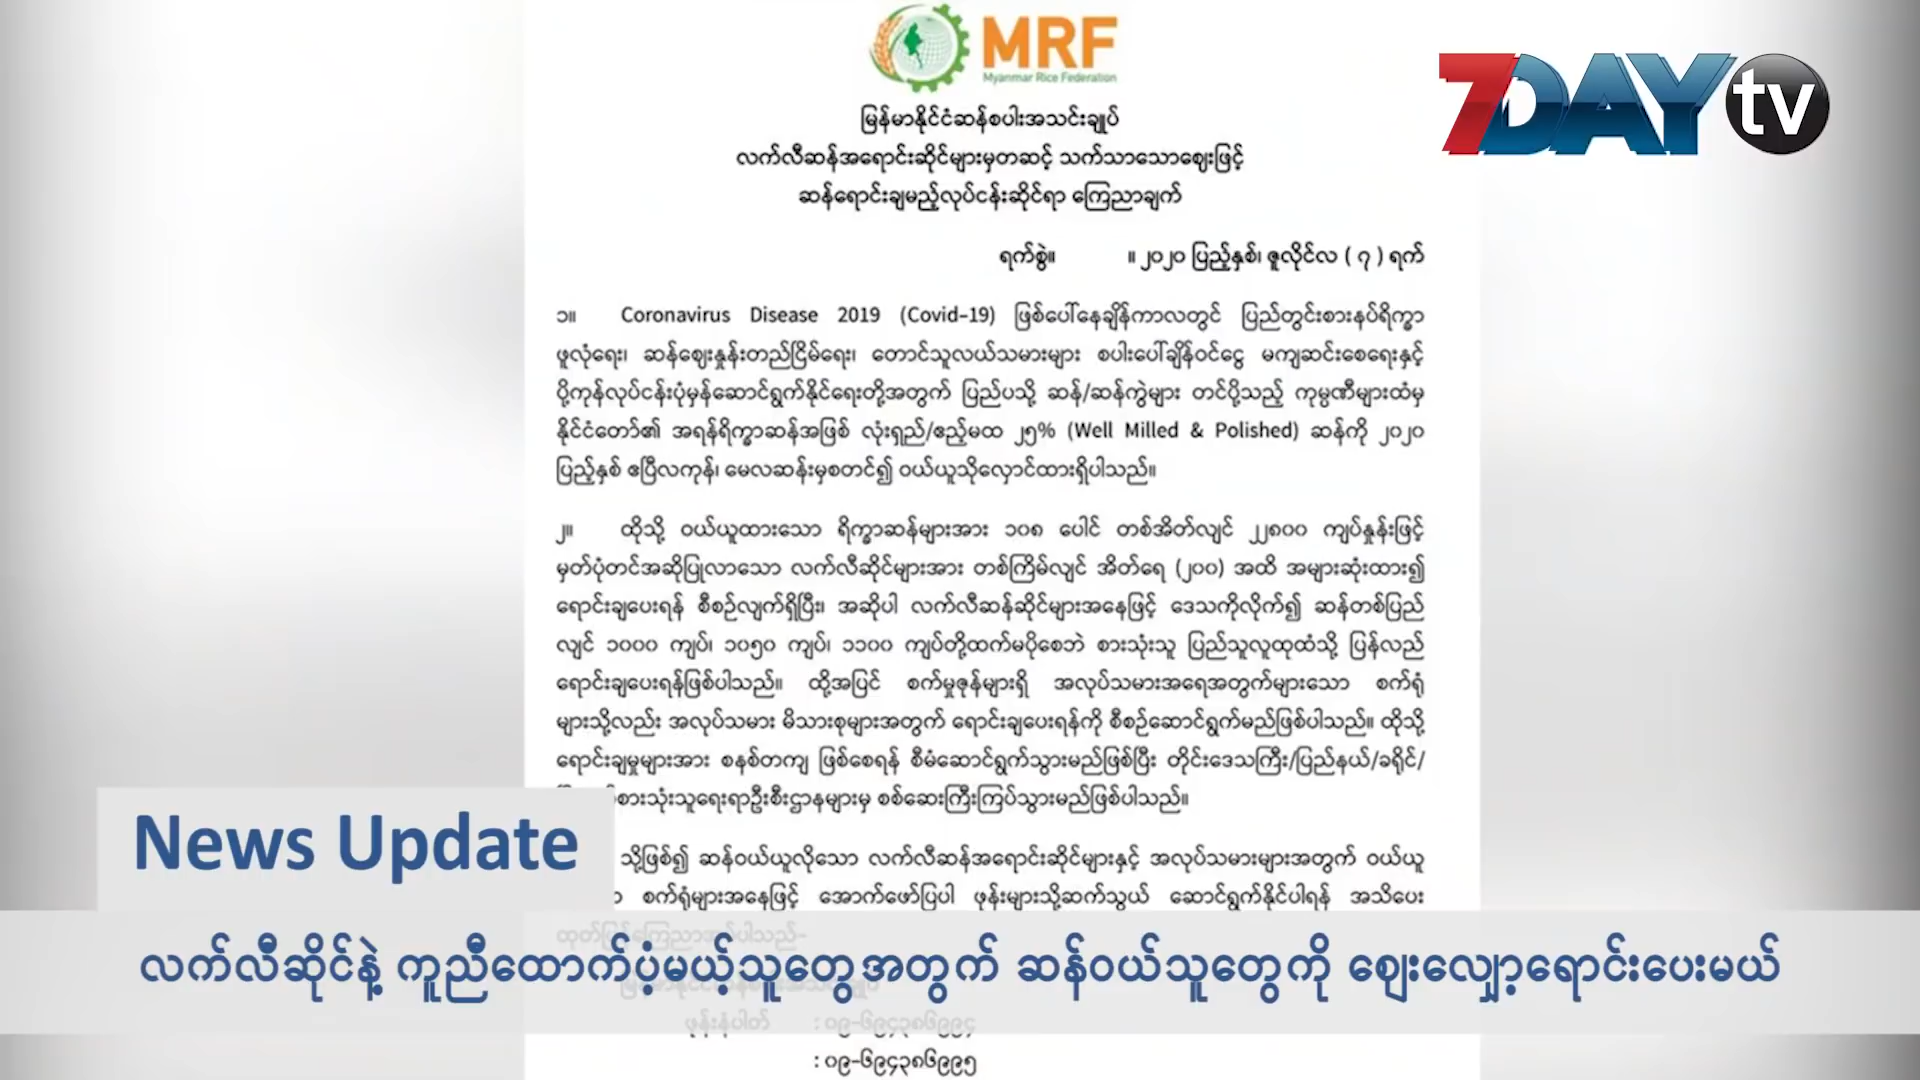 MRF
Myanmar Rice Federation
7DAY tv
မြန်မာနိုင်ငံဆန်စပါးအသင်းချုပ်
လက်လီဆန်အရောင်းဆိုင်များမှတဆင့် သက်သာသောဈေးဖြင့်
ဆန်ရောင်းချမည့်လုပ်ငန်းဆိုင်ရာ ကြေညာချက်
ရက်စွဲ။ ။ ၂၀၂၀ ပြည့်နှစ်၊ ဇူလိုင်လ ( ၇ ) ရက်
၁။ Coronavirus Disease 2019 (Covid-19) ဖြစ်ပေါ်နေချိန်ကာလတွင် ပြည်တွင်းစားနပ်ရိက္ခာ
ဖူလုံရေး၊ ဆန်ဈေးနှုန်းတည်ငြိမ်ရေး၊ တောင်သူလယ်သမားများ စပါးပေါ်ချိန်ဝင်ငွေ မကျဆင်းစေရေးနှင့်
ပို့ကုန်လုပ်ငန်းပုံမှန်ဆောင်ရွက်နိုင်ရေးတို့အတွက် ပြည်ပသို့ ဆန်/ဆန်ကွဲများ တင်ပို့သည့် ကုမ္ပဏီများထံမှ
နိုင်ငံတော်၏ အရန်ရိက္ခာဆန်အဖြစ် လုံးရှည်/ဧည့်မထ ၂၅% (Well Milled & Polished) ဆန်ကို ၂၀၂၀
ပြည့်နှစ် ဧပြီလကုန်၊ မေလဆန်းမှစတင်၍ ဝယ်ယူသိုလှောင်ထားရှိပါသည်။
၂။ ထိုသို့ ဝယ်ယူထားသော ရိက္ခာဆန်များအား ၁၀၈ ပေါင် တစ်အိတ်လျင် ၂၂၈၀၀ ကျပ်နှုန်းဖြင့်
မှတ်ပုံတင်အဆိုပြုလာသော လက်လီဆိုင်များအား တစ်ကြိမ်လျင် အိတ်ရေ (၂၀၀) အထိ အများဆုံးထား၍
ရောင်းချပေးရန် စီစဉ်လျက်ရှိပြီး၊ အဆိုပါ လက်လီဆန်ဆိုင်များအနေဖြင့် ဒေသကိုလိုက်၍ ဆန်တစ်ပြည်
လျင် ၁၀၀၀ ကျပ်၊ ၁၀၅၀ ကျပ်၊ ၁၁၀၀ ကျပ်တို့ထက်မပိုစေဘဲ စားသုံးသူ ပြည်သူလူထုထံသို့ ပြန်လည်
ရောင်းချပေးရန်ဖြစ်ပါသည်။ ထို့အပြင် စက်မှုဇုန်များရှိ အလုပ်သမားအရေအတွက်များသော စက်ရုံ
များသို့လည်း အလုပ်သမား မိသားစုများအတွက် ရောင်းချပေးရန်ကို စီစဉ်ဆောင်ရွက်မည်ဖြစ်ပါသည်။ ထိုသို့
ရောင်းချမှုများအား စနစ်တကျ ဖြစ်စေရန် စီမံဆောင်ရွက်သွားမည်ဖြစ်ပြီး တိုင်းဒေသကြီး/ပြည်နယ်/ခရိုင်/
စားသုံးသူရေးရာဦးစီးဌာနများမှ စစ်ဆေးကြီးကြပ်သွားမည်ဖြစ်ပါသည်။
သို့ဖြစ်၍ ဆန်ဝယ်ယူလိုသော လက်လီဆန်အရောင်းဆိုင်များနှင့် အလုပ်သမားများအတွက် ဝယ်ယူ
စက်ရုံများအနေဖြင့် အောက်ဖော်ပြပါ ဖုန်းများသို့ဆက်သွယ် ဆောင်ရွက်နိုင်ပါရန် အသိပေး
News Update
လက်လီဆိုင်နဲ့ ကူညီထောက်ပံ့မယ့်သူတွေအတွက် ဆန်ဝယ်သူတွေကို ဈေးလျှော့ရောင်းပေးမယ်
ဖုန်းနံပါတ် : ၀၉-၆၉၄၃၈၆၉၉၄
: ၀၉-၆၉၄၃၈၆၉၉၅